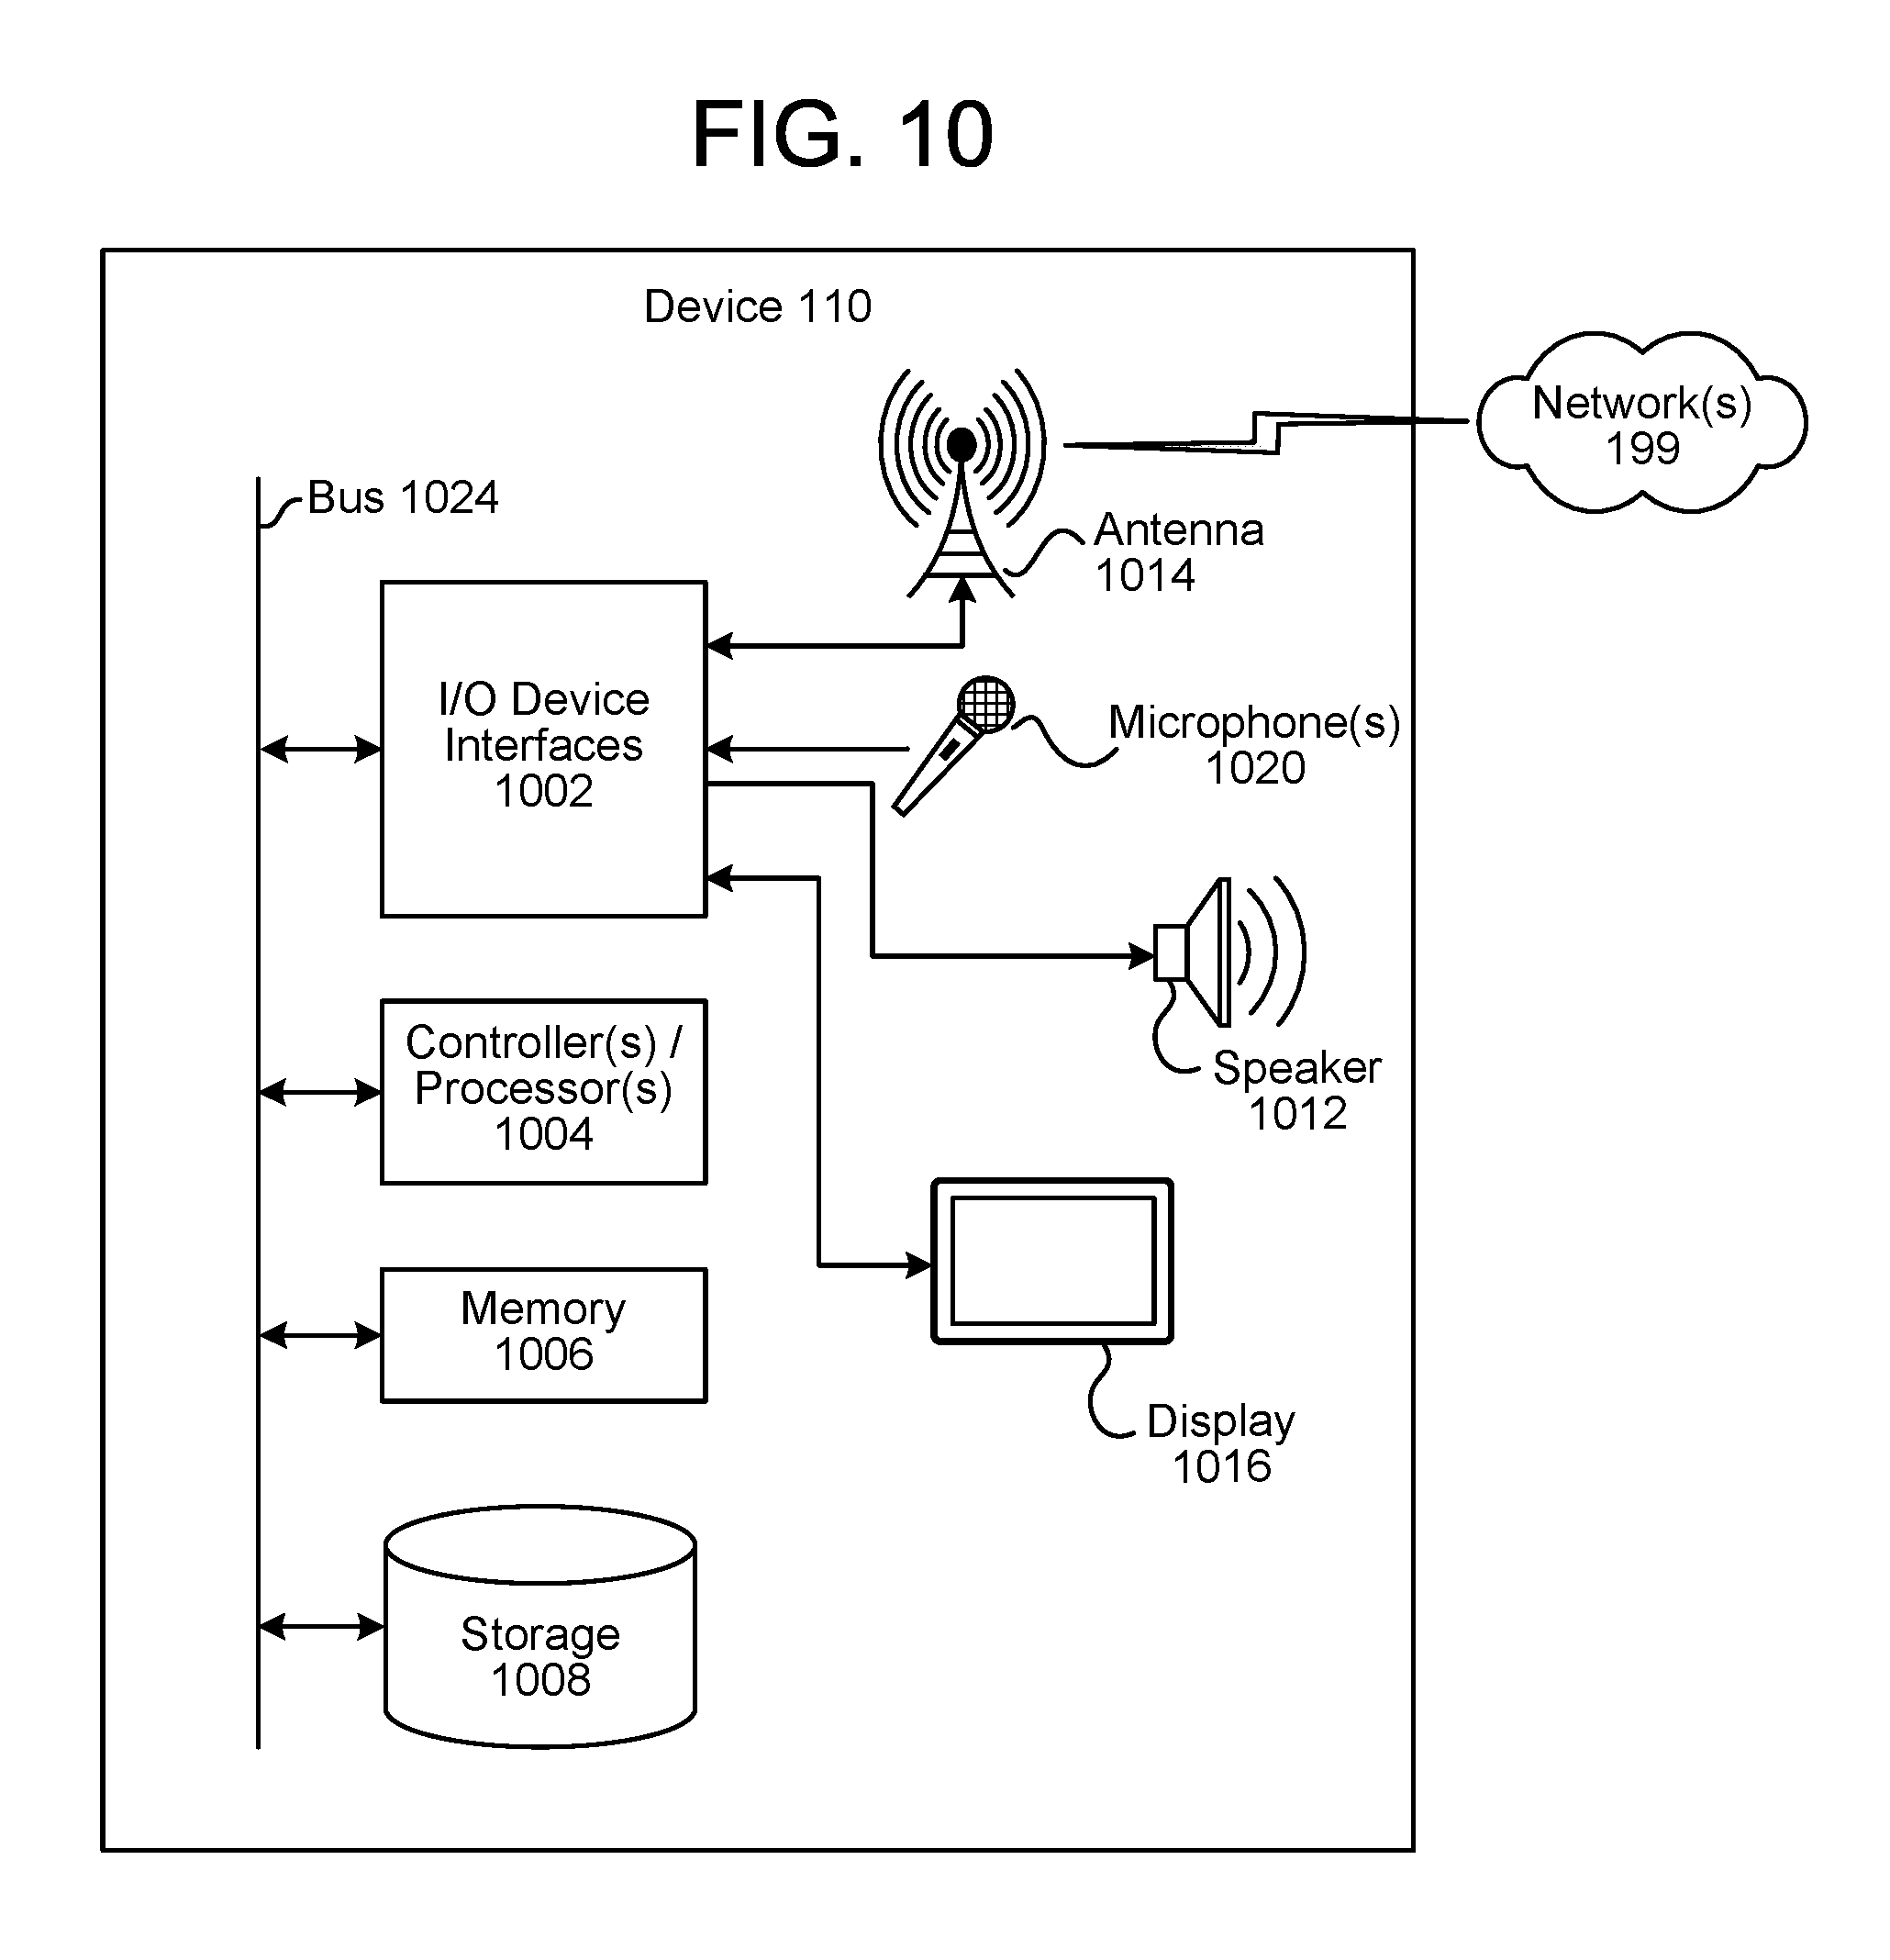 FIG. 10
Device 110
Network(s)
199
Bus 1024
Antenna
1014
I/O Device
Interfaces
1002
Microphone(s)
1020
Controller(s) /
Processor(s)
1004
Speaker
1012
Memory
1006
Display
1016
Storage
1008